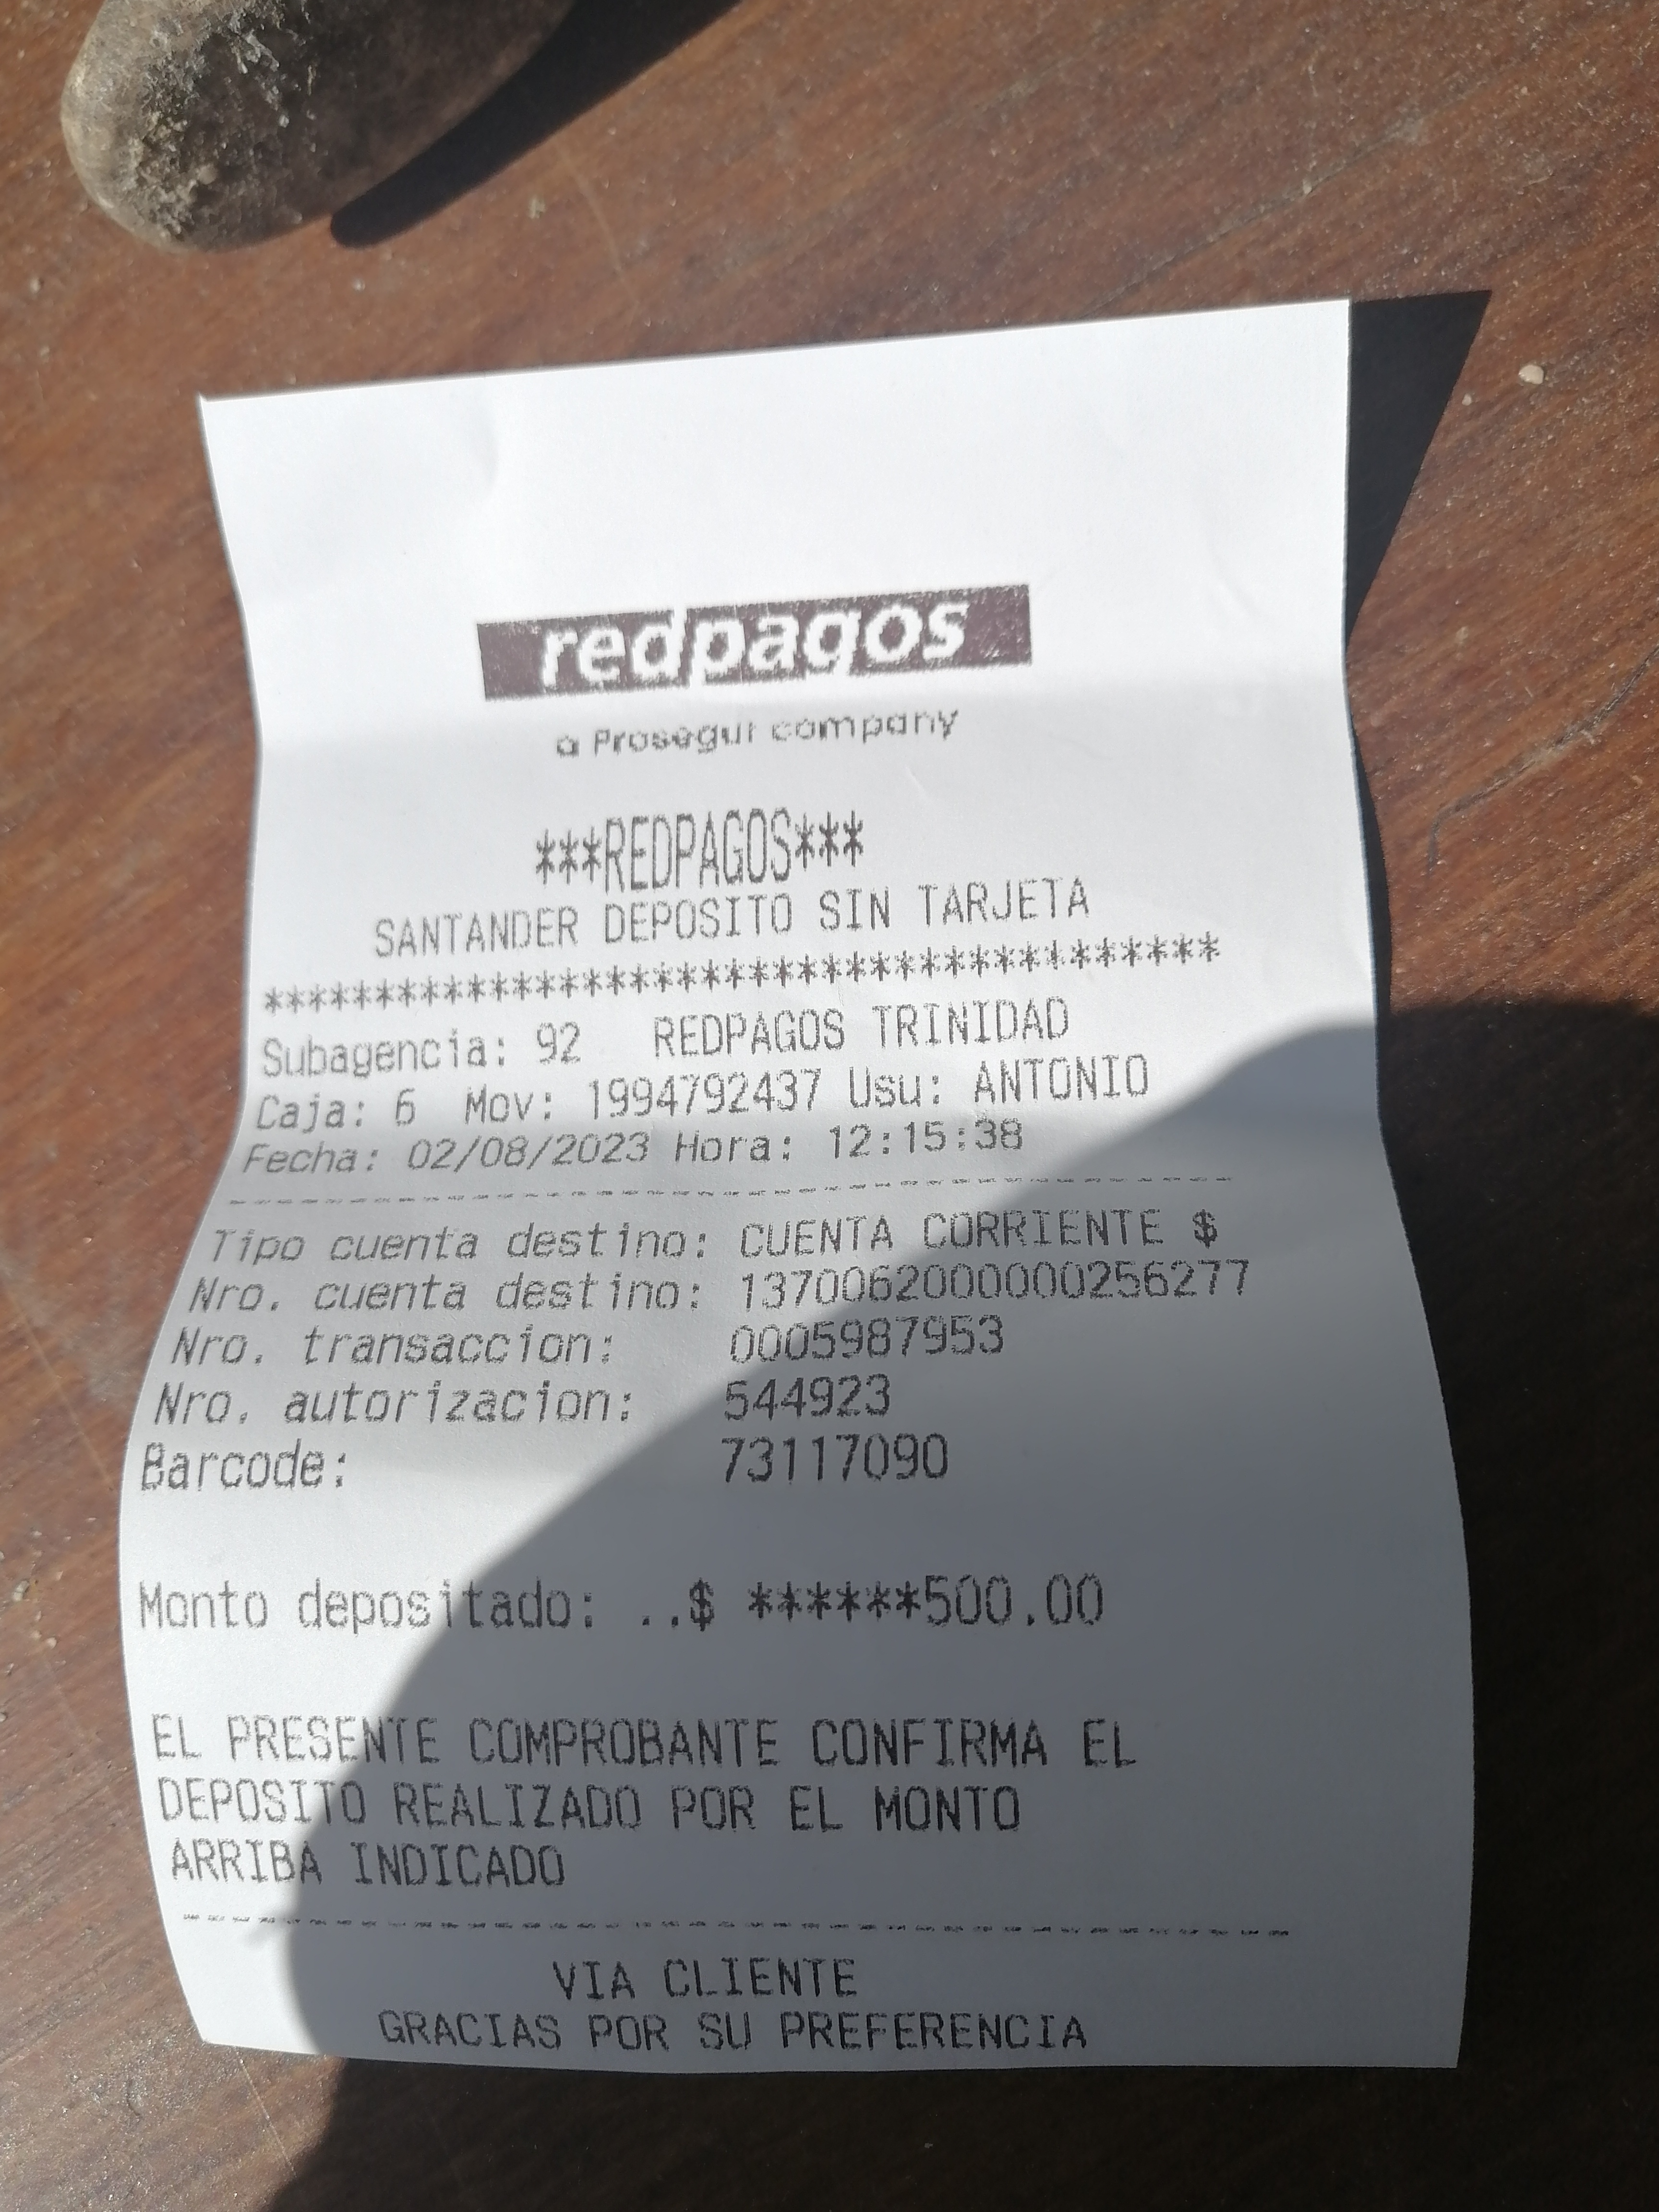 redpagos
a Prosegur company
***REDPAGOS***
SANTANDER DEPOSITO SIN TARJETA
****************************************
Subagencia: 92 REDPAGOS TRINIDAD
Caja: 6 Mov: 1994792437 Usu: ANTONIO
Fecha: 02/08/2023 Hora: 12:15:38
----------------------------------------
Tipo cuenta destino: CUENTA CORRIENTE $
Nro. cuenta destino: 1370062000000256277
Nro. transaccion: 0005987953
Nro. autorizacion: 544923
Barcode: 73117090
Monto depositado: ..$ ******500.00
EL PRESENTE COMPROBANTE CONFIRMA EL
DEPOSITO REALIZADO POR EL MONTO
ARRIBA INDICADO
----------------------------------------
VIA CLIENTE
GRACIAS POR SU PREFERENCIA